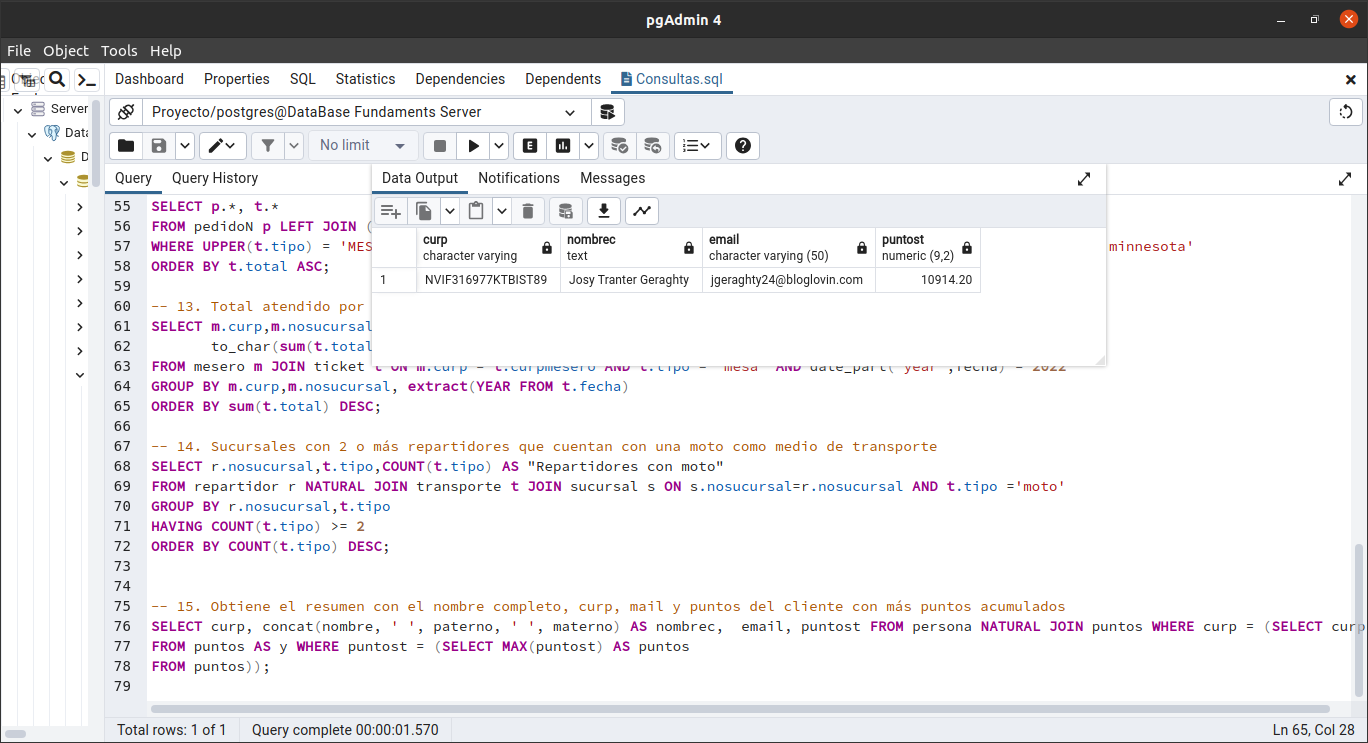 pgAdmin 4
File Object Tools Help
Dashboard Properties SQL Statistics Dependencies Dependents Consultas.sql
Server
Data
D
Proyecto/postgres@DataBase Fundaments Server
No limit
Query Query History
Data Output Notifications Messages
curp nombrec email puntost
character varying text character varying (50) numeric (9,2)
1 NVIF316977KTBIST89 Josy Tranter Geraghty jgeraghty24@bloglovin.com 10914.20
55 SELECT p.*, t.*
56 FROM pedidoN p LEFT JOIN (
57 WHERE UPPER(t.tipo) = 'MES minnesota'
58 ORDER BY t.total ASC;
59
60 -- 13. Total atendido por
61 SELECT m.curp,m.nosucursal
62 to_char(sum(t.total
63 FROM mesero m JOIN ticket t ON m.curp = t.curpmesero AND t.tipo = 'mesa' AND date_part('year',fecha) = 2022
64 GROUP BY m.curp,m.nosucursal, extract(YEAR FROM t.fecha)
65 ORDER BY sum(t.total) DESC;
66
67 -- 14. Sucursales con 2 o más repartidores que cuentan con una moto como medio de transporte
68 SELECT r.nosucursal,t.tipo,COUNT(t.tipo) AS "Repartidores con moto"
69 FROM repartidor r NATURAL JOIN transporte t JOIN sucursal s ON s.nosucursal=r.nosucursal AND t.tipo ='moto'
70 GROUP BY r.nosucursal,t.tipo
71 HAVING COUNT(t.tipo) >= 2
72 ORDER BY COUNT(t.tipo) DESC;
73
74
75 -- 15. Obtiene el resumen con el nombre completo, curp, mail y puntos del cliente con más puntos acumulados
76 SELECT curp, concat(nombre, ' ', paterno, ' ', materno) AS nombrec,  email, puntost FROM persona NATURAL JOIN puntos WHERE curp = (SELECT curp
77 FROM puntos AS y WHERE puntost = (SELECT MAX(puntost) AS puntos
78 FROM puntos));
79
Total rows: 1 of 1 Query complete 00:00:01.570 Ln 65, Col 28